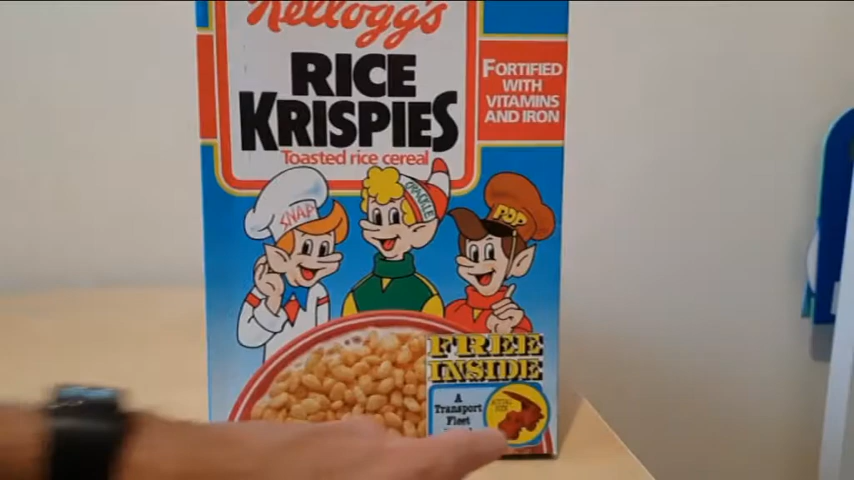 Kellogg's
RICE
KRISPIES
Toasted rice cereal
FORTIFIED
WITH
VITAMINS
AND IRON
SNAP
CRACKLE
POP
FREE
INSIDE
A
Transport
Fleet